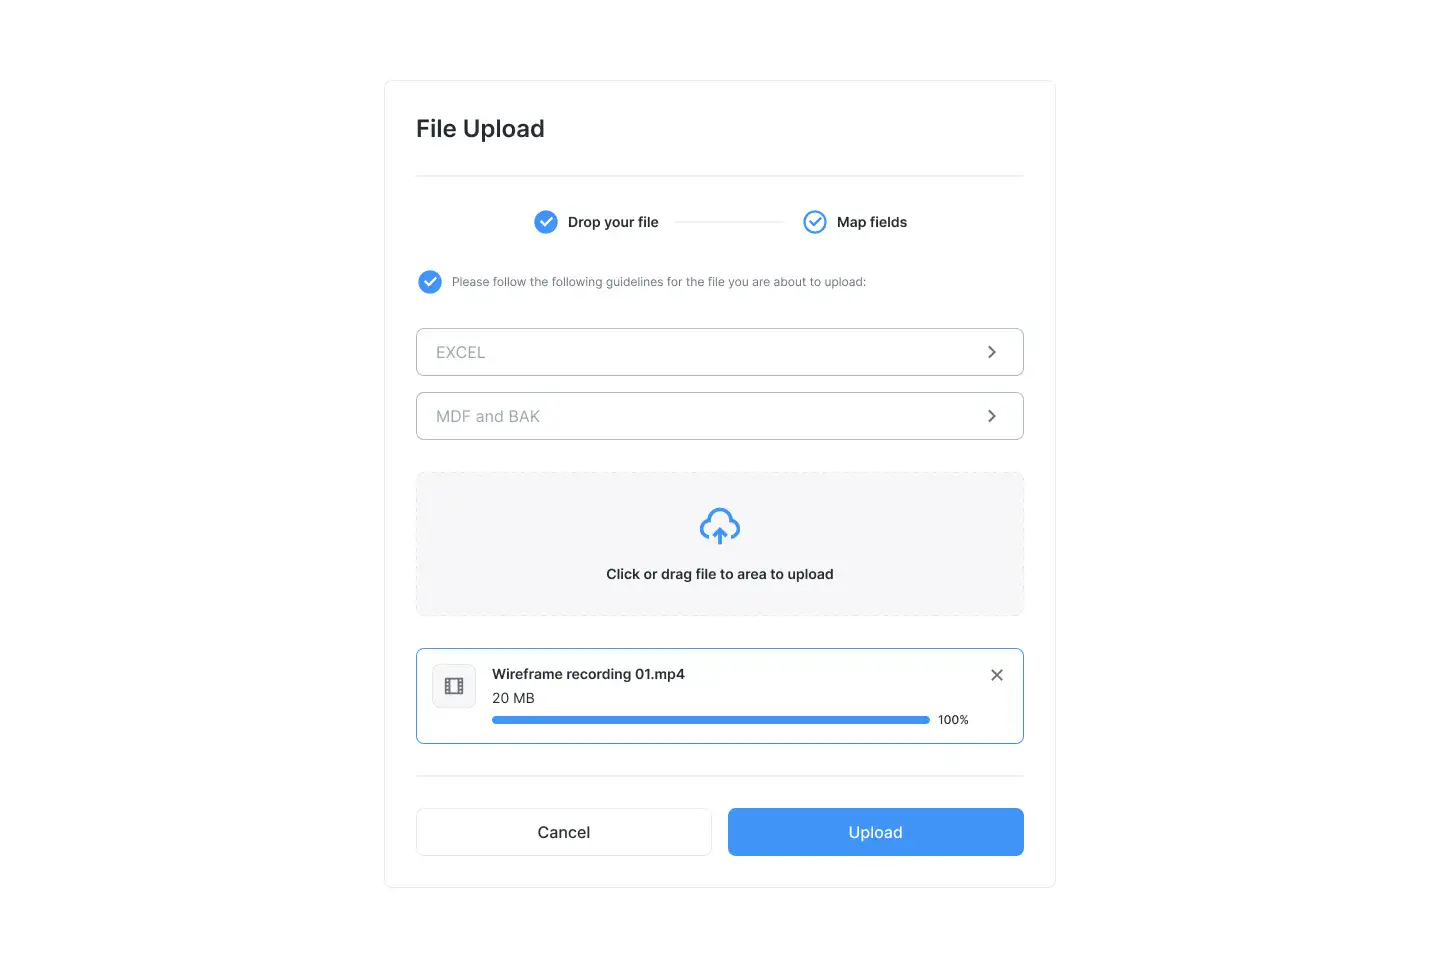 File Upload
Drop your file
Map fields
Please follow the following guidelines for the file you are about to upload:
EXCEL
MDF and BAK
Click or drag file to area to upload
Wireframe recording 01.mp4
20 MB
100%
Cancel
Upload